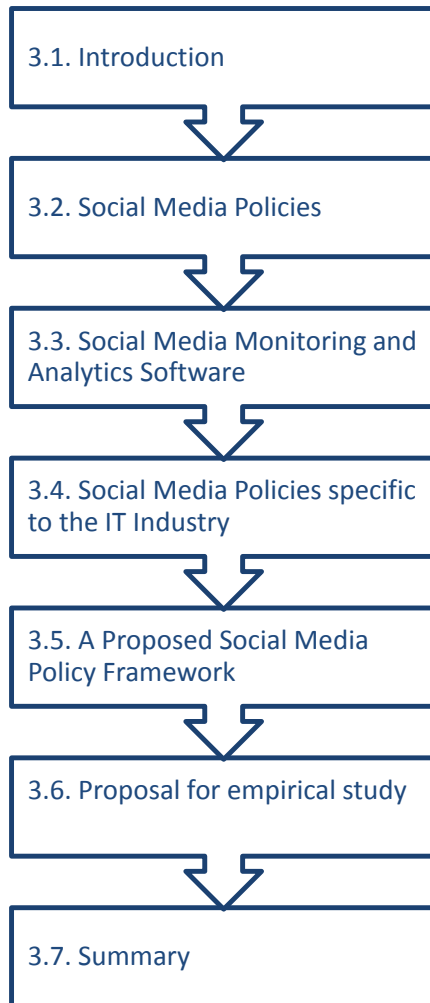 3.1. Introduction
3.2. Social Media Policies
3.3. Social Media Monitoring and
Analytics Software
3.4. Social Media Policies specific
to the IT Industry
3.5. A Proposed Social Media
Policy Framework
3.6. Proposal for empirical study
3.7. Summary